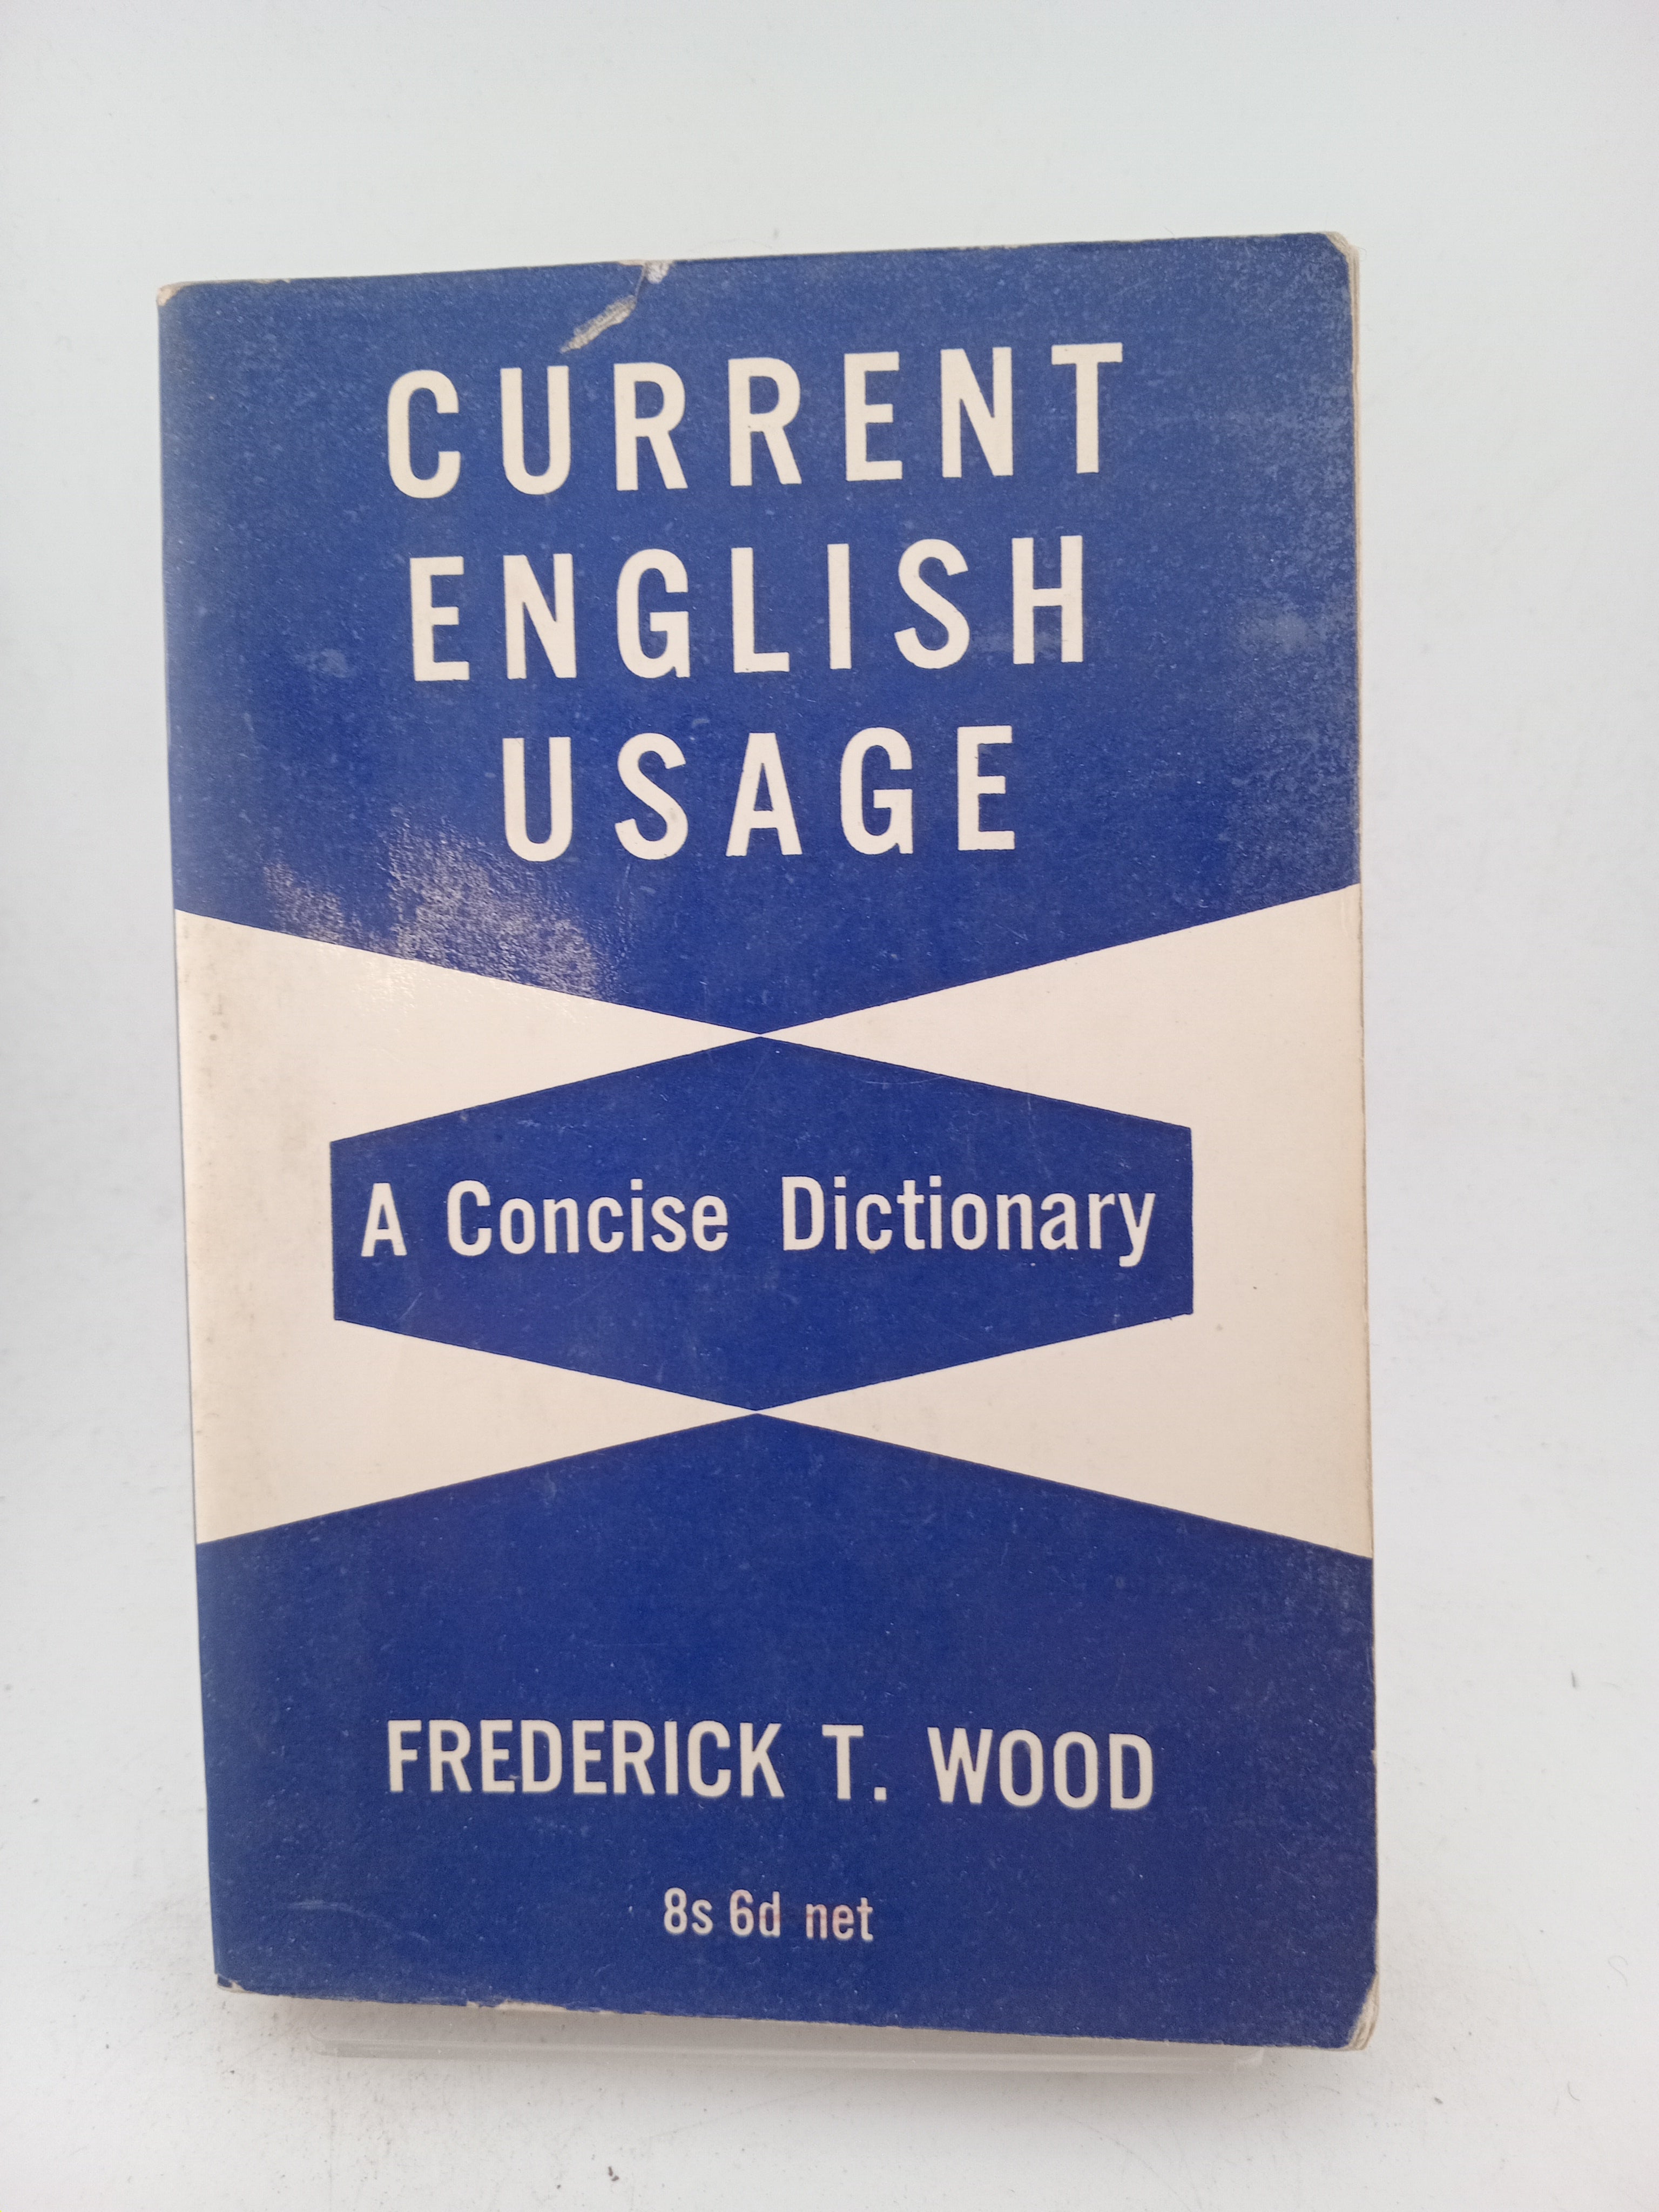 CURRENT
ENGLISH
USAGE
A Concise Dictionary
FREDERICK T. WOOD
8s 6d net